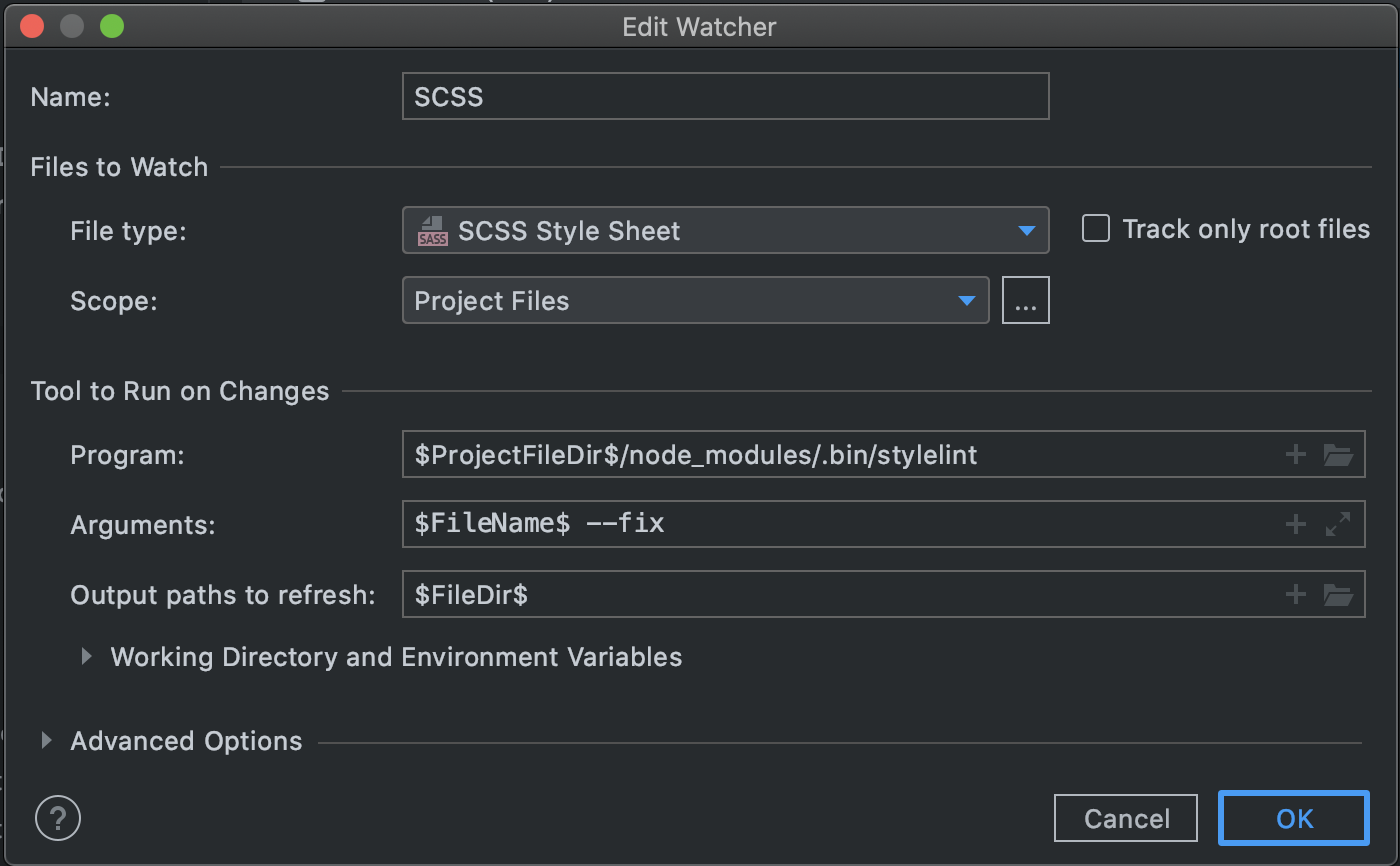 Edit Watcher
Name: SCSS
Files to Watch
File type: SASS SCSS Style Sheet Track only root files
Scope: Project Files ...
Tool to Run on Changes
Program: $ProjectFileDir$/node_modules/.bin/stylelint
Arguments: $FileName$ --fix
Output paths to refresh: $FileDir$
Working Directory and Environment Variables
Advanced Options
? Cancel OK